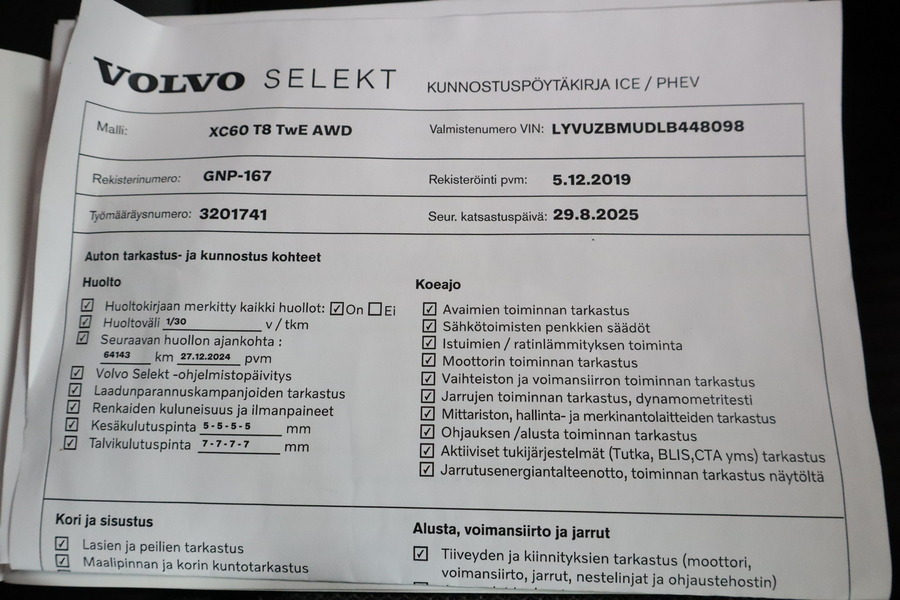 VOLVO SELEKT KUNNOSTUSPÖYTÄKIRJA ICE / PHEV
Malli: XC60 T8 TwE AWD Valmistenumero VIN: LYVUZBMUDLB448098
Rekisterinumero: GNP-167 Rekisteröinti pvm: 5.12.2019
Työmääräysnumero: 3201741 Seur. katsastuspäivä: 29.8.2025
Auton tarkastus- ja kunnostus kohteet
Huolto
☑ Huoltokirjaan merkitty kaikki huollot: ☑ On ☐ Ei
☑ Huoltoväli 1/30 v / tkm
☑ Seuraavan huollon ajankohta :
64143 km 27.12.2024 pvm
☑ Volvo Selekt -ohjelmistopäivitys
☑ Laadunparannuskampanjoiden tarkastus
☑ Renkaiden kuluneisuus ja ilmanpaineet
☑ Kesäkulutuspinta 5-5-5-5 mm
☑ Talvikulutuspinta 7-7-7-7 mm
Koeajo
☑ Avaimien toiminnan tarkastus
☑ Sähkötoimisten penkkien säädöt
☑ Istuimien / ratinlämmityksen toiminta
☑ Moottorin toiminnan tarkastus
☑ Vaihteiston ja voimansiirron toiminnan tarkastus
☑ Jarrujen toiminnan tarkastus, dynamometritesti
☑ Mittariston, hallinta- ja merkinantolaitteiden tarkastus
☑ Ohjauksen /alusta toiminnan tarkastus
☑ Aktiiviset tukijärjestelmät (Tutka, BLIS,CTA yms) tarkastus
☑ Jarrutusenergiantalteenotto, toiminnan tarkastus näytöltä
Kori ja sisustus
☑ Lasien ja peilien tarkastus
☑ Maalipinnan ja korin kuntotarkastus
Alusta, voimansiirto ja jarrut
☑ Tiiveyden ja kiinnityksien tarkastus (moottori,
voimansiirto, jarrut, nestelinjat ja ohjaustehostin)